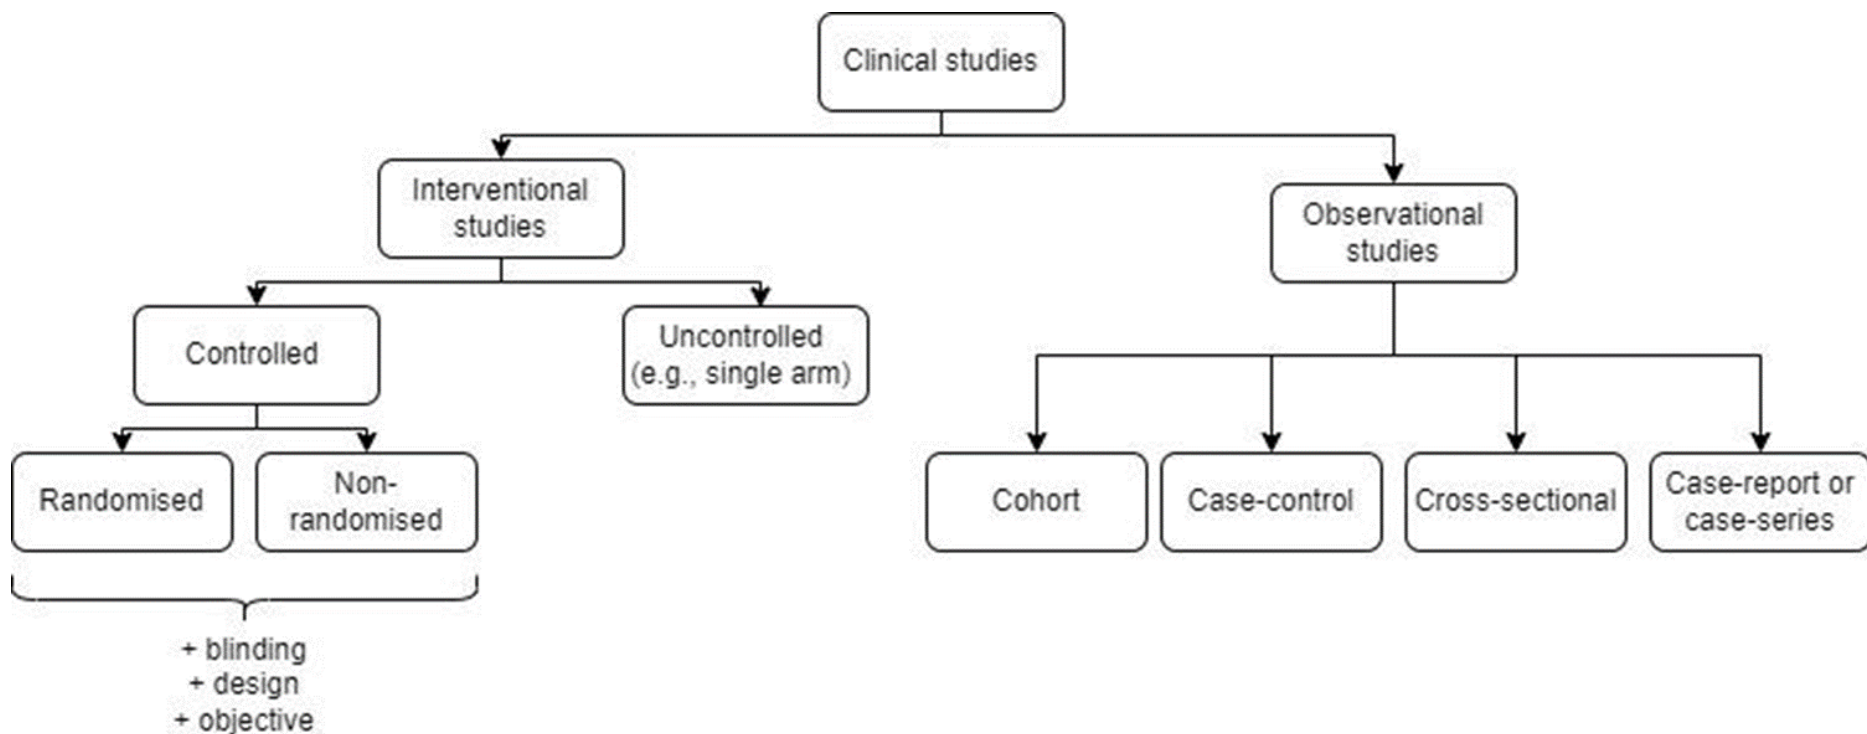 Clinical studies
Interventional
studies
Observational
studies
Controlled
Uncontrolled
(e.g., single arm)
Randomised
Non-
randomised
Cohort
Case-control
Cross-sectional
Case-report or
case-series
+ blinding
+ design
+ objective